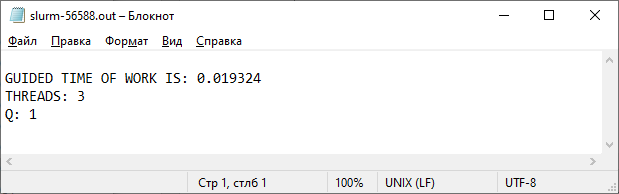 slurm-56588.out – Блокнот
Файл Правка Формат Вид Справка
GUIDED TIME OF WORK IS: 0.019324
THREADS: 3
Q: 1
Стр 1, стлб 1 100% UNIX (LF) UTF-8